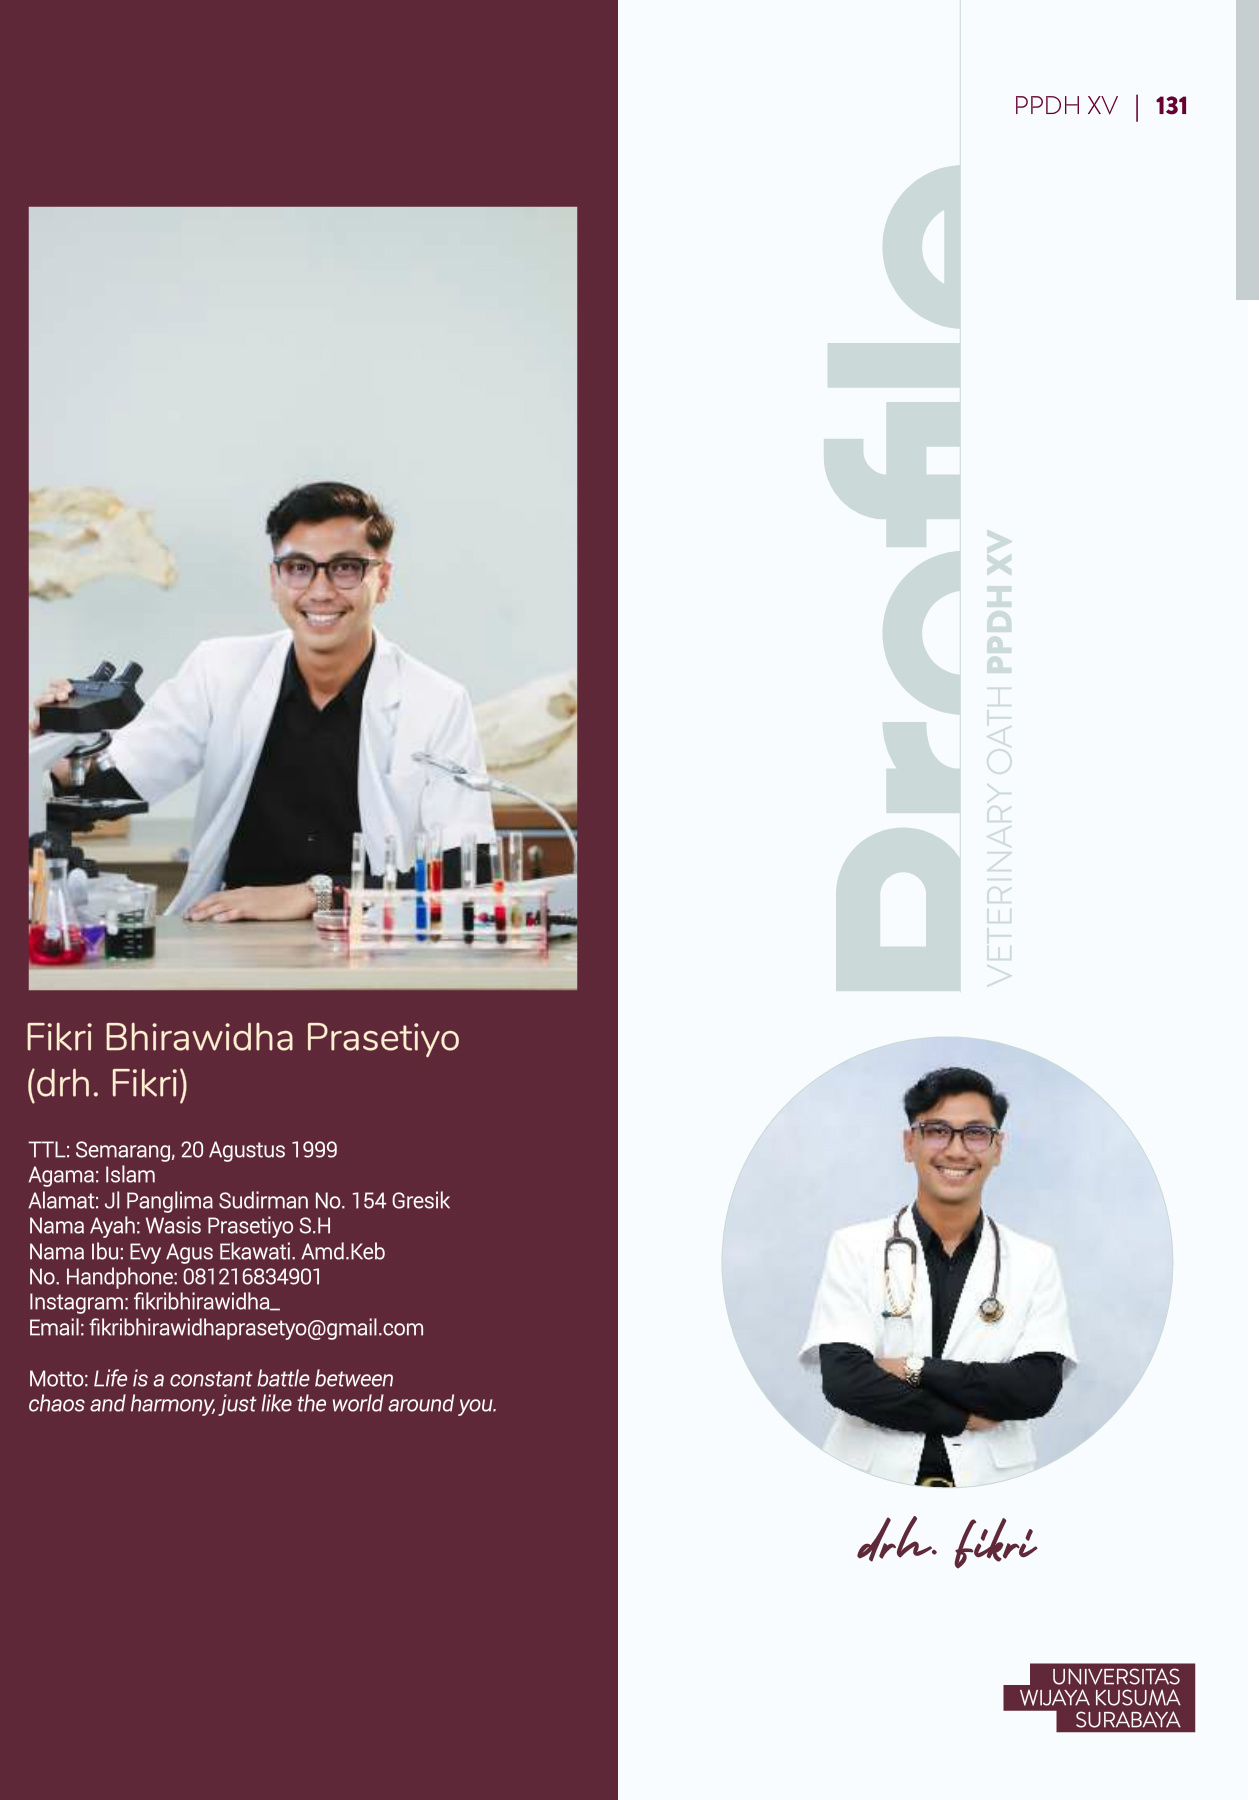 PPDH XV | 131
Profile
VETERINARY OATH PPDH XV
Fikri Bhirawidha Prasetiyo
(drh. Fikri)
TTL: Semarang, 20 Agustus 1999
Agama: Islam
Alamat: Jl Panglima Sudirman No. 154 Gresik
Nama Ayah: Wasis Prasetiyo S.H
Nama Ibu: Evy Agus Ekawati. Amd.Keb
No. Handphone: 081216834901
Instagram: fikribhirawidha_
Email: fikribhirawidhaprasetyo@gmail.com
Motto: Life is a constant battle between
chaos and harmony, just like the world around you.
drh. fikri
UNIVERSITAS
WIJAYA KUSUMA
SURABAYA